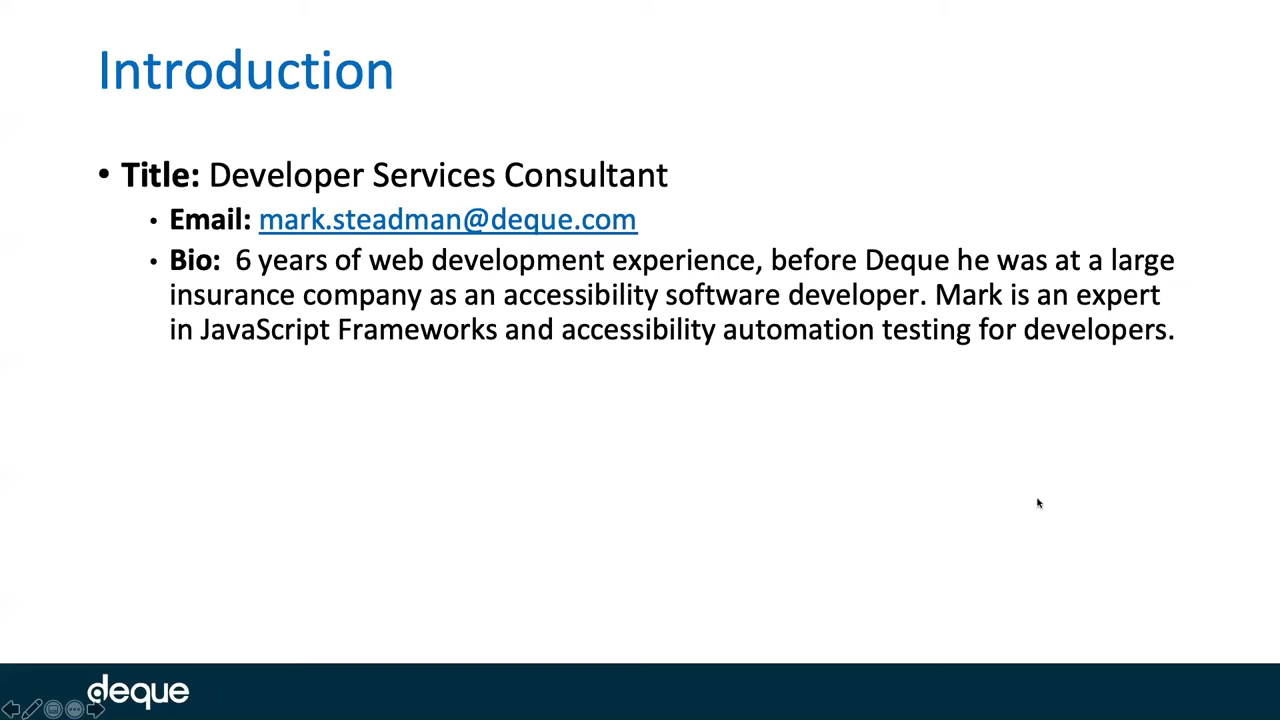 Introduction
• Title: Developer Services Consultant
• Email: mark.steadman@deque.com
• Bio:  6 years of web development experience, before Deque he was at a large
insurance company as an accessibility software developer. Mark is an expert
in JavaScript Frameworks and accessibility automation testing for developers.
deque